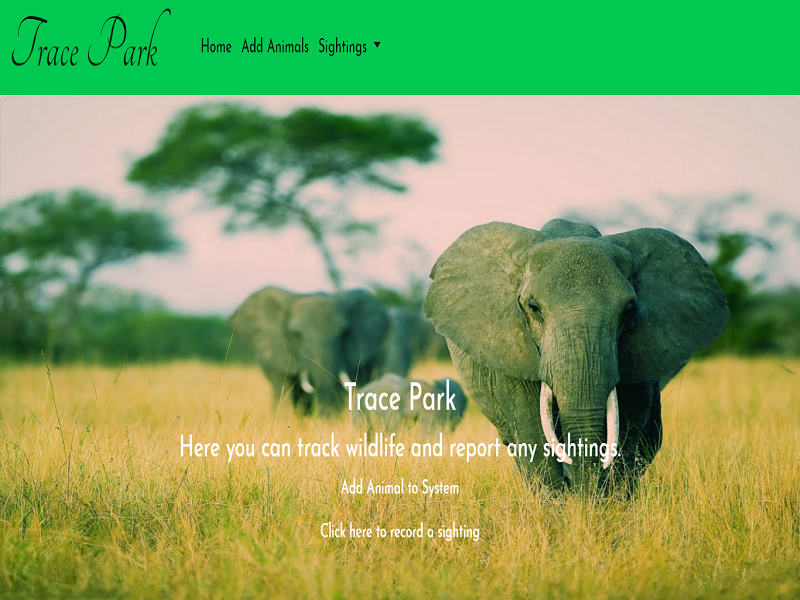 Trace Park
Home Add Animals Sightings
Trace Park
Here you can track wildlife and report any sightings.
Add Animal to System
Click here to record a sighting